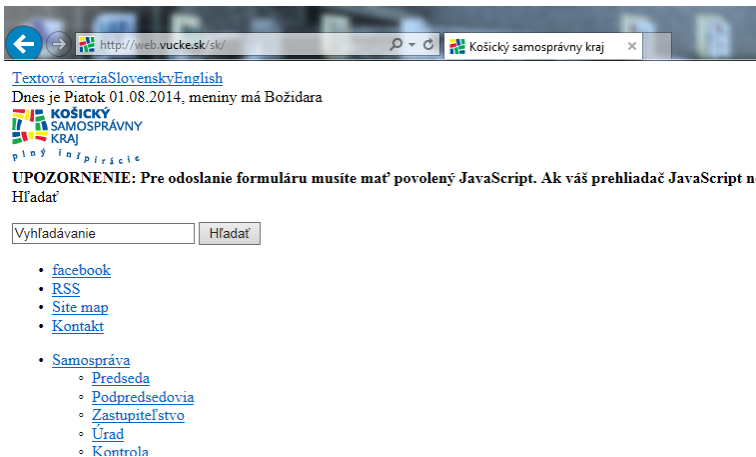 http://web.vucke.sk/sk/
Košický samosprávny kraj
Textová verziaSlovenskyEnglish
Dnes je Piatok 01.08.2014, meniny má Božidara
KOŠICKÝ
SAMOSPRÁVNY
KRAJ
plný inšpirácie
UPOZORNENIE: Pre odoslanie formuláru musíte mať povolený JavaScript. Ak váš prehliadač JavaScript n
Hľadať
Vyhľadávanie Hľadať
facebook
RSS
Site map
Kontakt
Samospráva
Predseda
Podpredsedovia
Zastupiteľstvo
Úrad
Kontrola